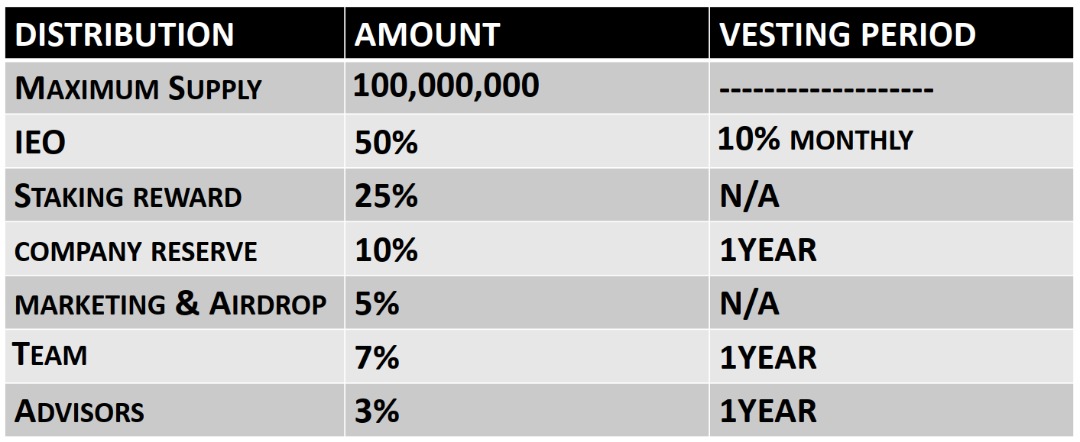 DISTRIBUTION AMOUNT VESTING PERIOD
MAXIMUM SUPPLY 100,000,000 -------------------
IEO 50% 10% MONTHLY
STAKING REWARD 25% N/A
COMPANY RESERVE 10% 1YEAR
MARKETING & AIRDROP 5% N/A
TEAM 7% 1YEAR
ADVISORS 3% 1YEAR